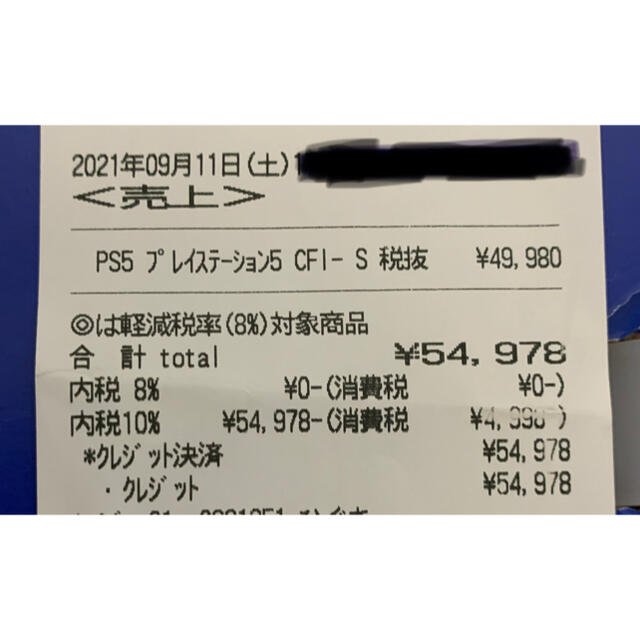 2021年09月11日(土)1
<売上>
PS5 プレイステーション5 CFI- S 税抜 ¥49,980
◎は軽減税率(8%)対象商品
合 計 total ¥54,978
内税 8% ¥0-(消費税 ¥0-)
内税10% ¥54,978-(消費税 ¥4,998-)
*クレジット決済 ¥54,978
・クレジット ¥54,978